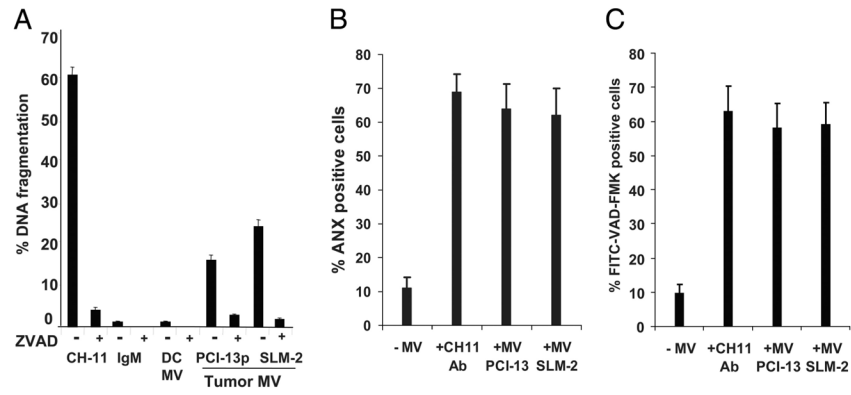 A
% DNA fragmentation
70
60
50
40
30
20
10
0
ZVAD - + - + - + - + - +
CH-11 IgM DC MV PCI-13p SLM-2
Tumor MV
B
% ANX positive cells
80
70
60
50
40
30
20
10
0
- MV +CH11 Ab +MV PCI-13 +MV SLM-2
C
% FITC-VAD-FMK positive cells
80
70
60
50
40
30
20
10
0
- MV +CH11 Ab +MV PCI-13 +MV SLM-2